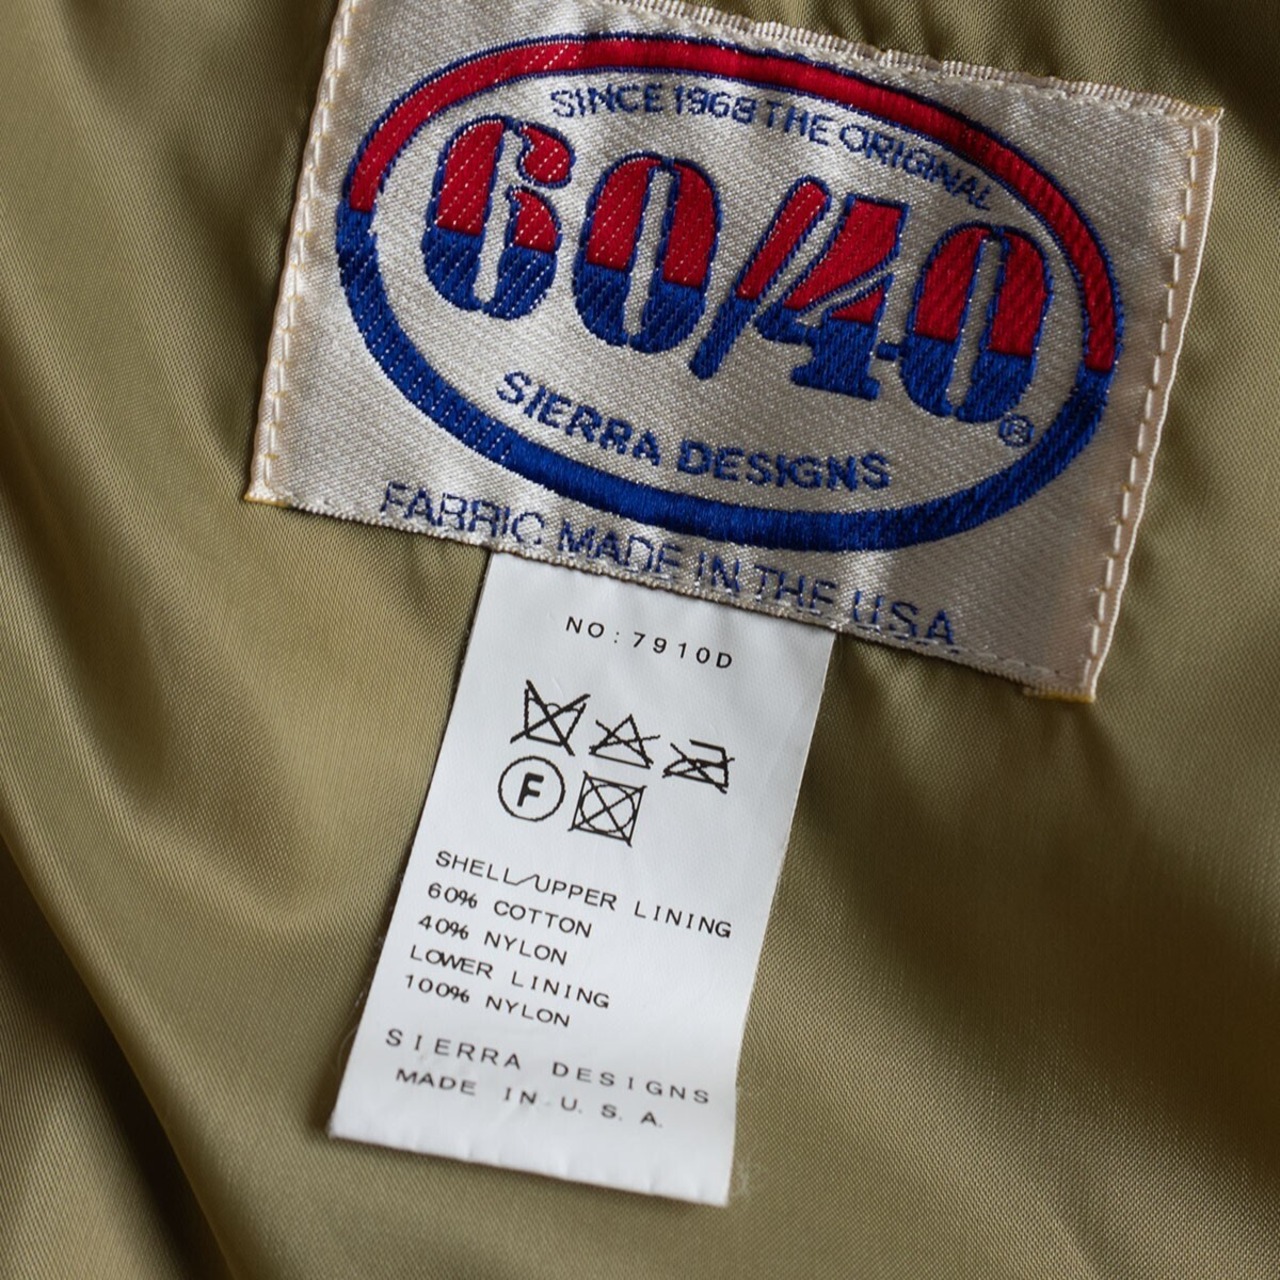 SINCE 1968 THE ORIGINAL
60/40
®
SIERRA DESIGNS
FABRIC MADE IN THE USA
NO:7910D
F
SHELL/UPPER LINING
60% COTTON
40% NYLON
LOWER LINING
100% NYLON
SIERRA DESIGNS
MADE IN U.S.A.